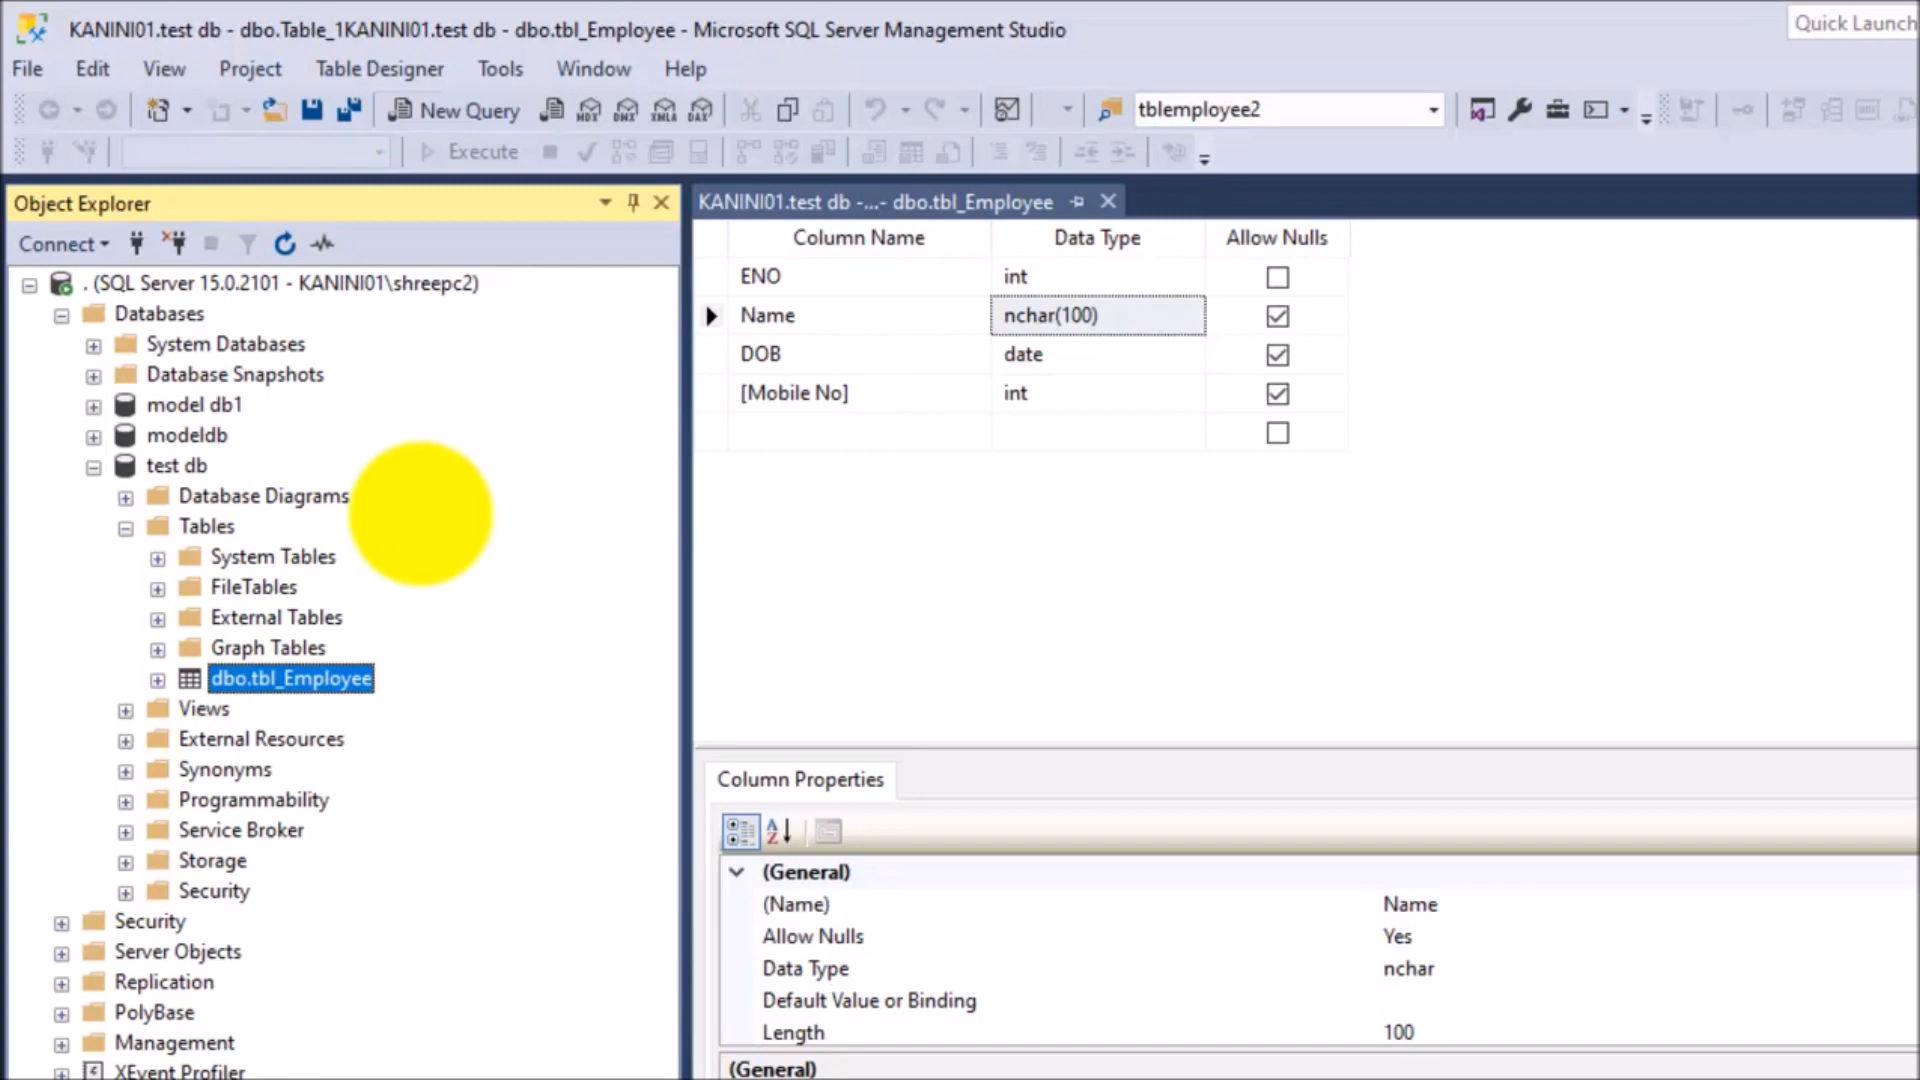 KANINI01.test db - dbo.Table_1KANINI01.test db - dbo.tbl_Employee - Microsoft SQL Server Management Studio
Quick Launch
File Edit View Project Table Designer Tools Window Help
New Query MDX DMX XMLA DAX tblemployee2
Execute
Object Explorer
Connect
. (SQL Server 15.0.2101 - KANINI01\shreepc2)
Databases
System Databases
Database Snapshots
model db1
modeldb
test db
Database Diagrams
Tables
System Tables
FileTables
External Tables
Graph Tables
dbo.tbl_Employee
Views
External Resources
Synonyms
Programmability
Service Broker
Storage
Security
Security
Server Objects
Replication
PolyBase
Management
XEvent Profiler
KANINI01.test db -...- dbo.tbl_Employee
Column Name Data Type Allow Nulls
ENO int
Name nchar(100)
DOB date
[Mobile No] int
Column Properties
(General)
(Name) Name
Allow Nulls Yes
Data Type nchar
Default Value or Binding
Length 100
(General)